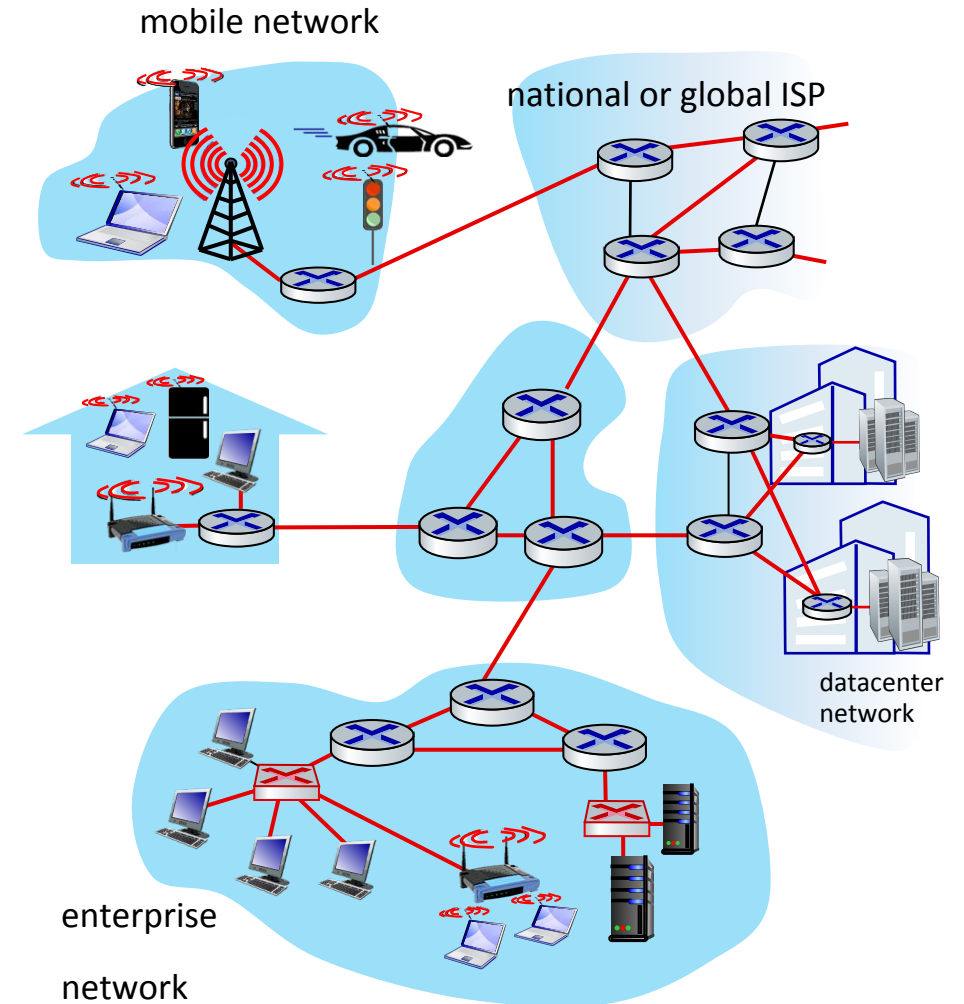 mobile network
national or global ISP
datacenter
network
enterprise
network